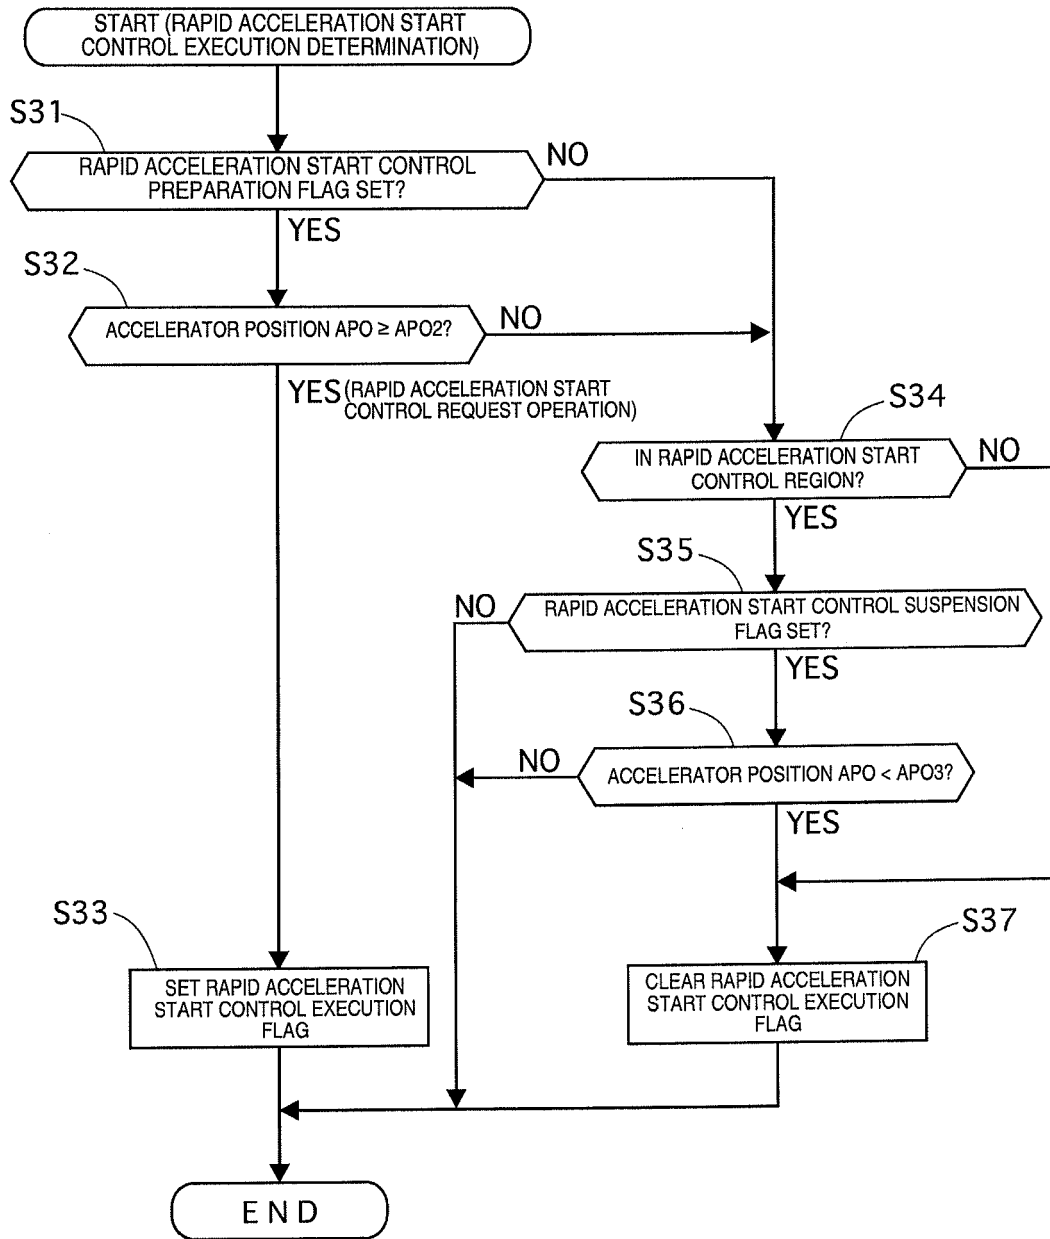 START (RAPID ACCELERATION START
CONTROL EXECUTION DETERMINATION)
S31
RAPID ACCELERATION START CONTROL
PREPARATION FLAG SET?
NO
YES
S32
ACCELERATOR POSITION APO ≥ APO2?
NO
YES (RAPID ACCELERATION START
CONTROL REQUEST OPERATION)
S34
IN RAPID ACCELERATION START
CONTROL REGION?
NO
YES
S35
NO
RAPID ACCELERATION START CONTROL SUSPENSION
FLAG SET?
YES
S36
NO
ACCELERATOR POSITION APO < APO3?
YES
S33
SET RAPID ACCELERATION
START CONTROL EXECUTION
FLAG
S37
CLEAR RAPID ACCELERATION
START CONTROL EXECUTION
FLAG
END